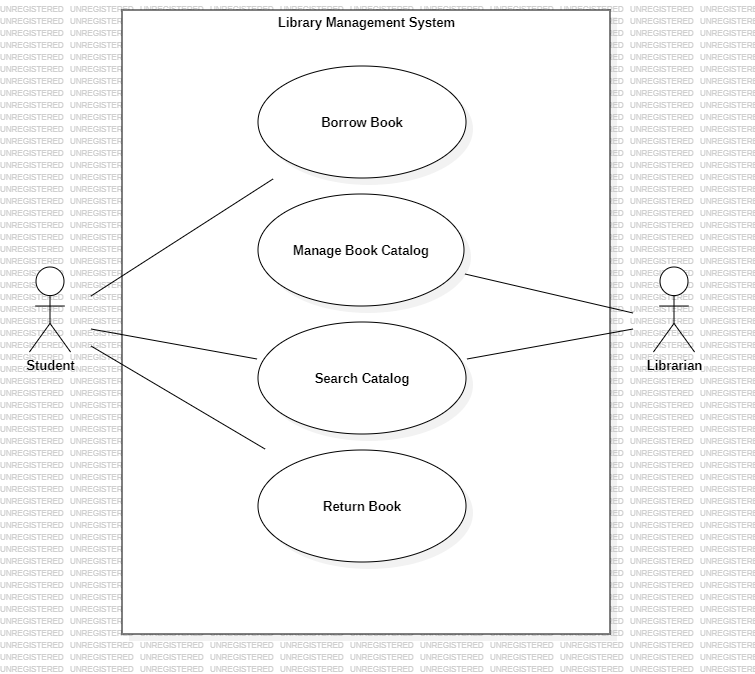 Library Management System
Borrow Book
Manage Book Catalog
Search Catalog
Return Book
Student
Librarian
UNREGISTERED